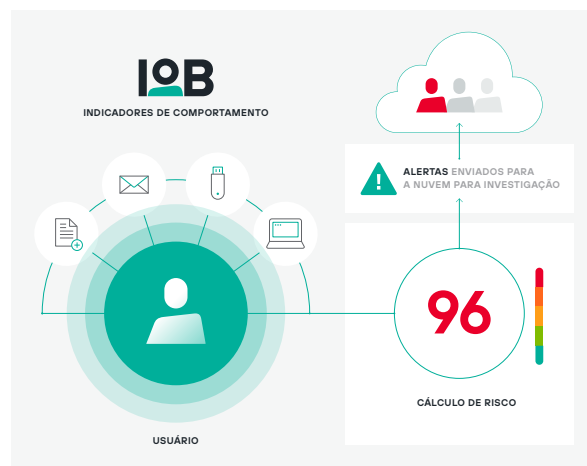 IOB
INDICADORES DE COMPORTAMENTO
ALERTAS ENVIADOS PARA
A NUVEM PARA INVESTIGAÇÃO
96
CÁLCULO DE RISCO
USUÁRIO